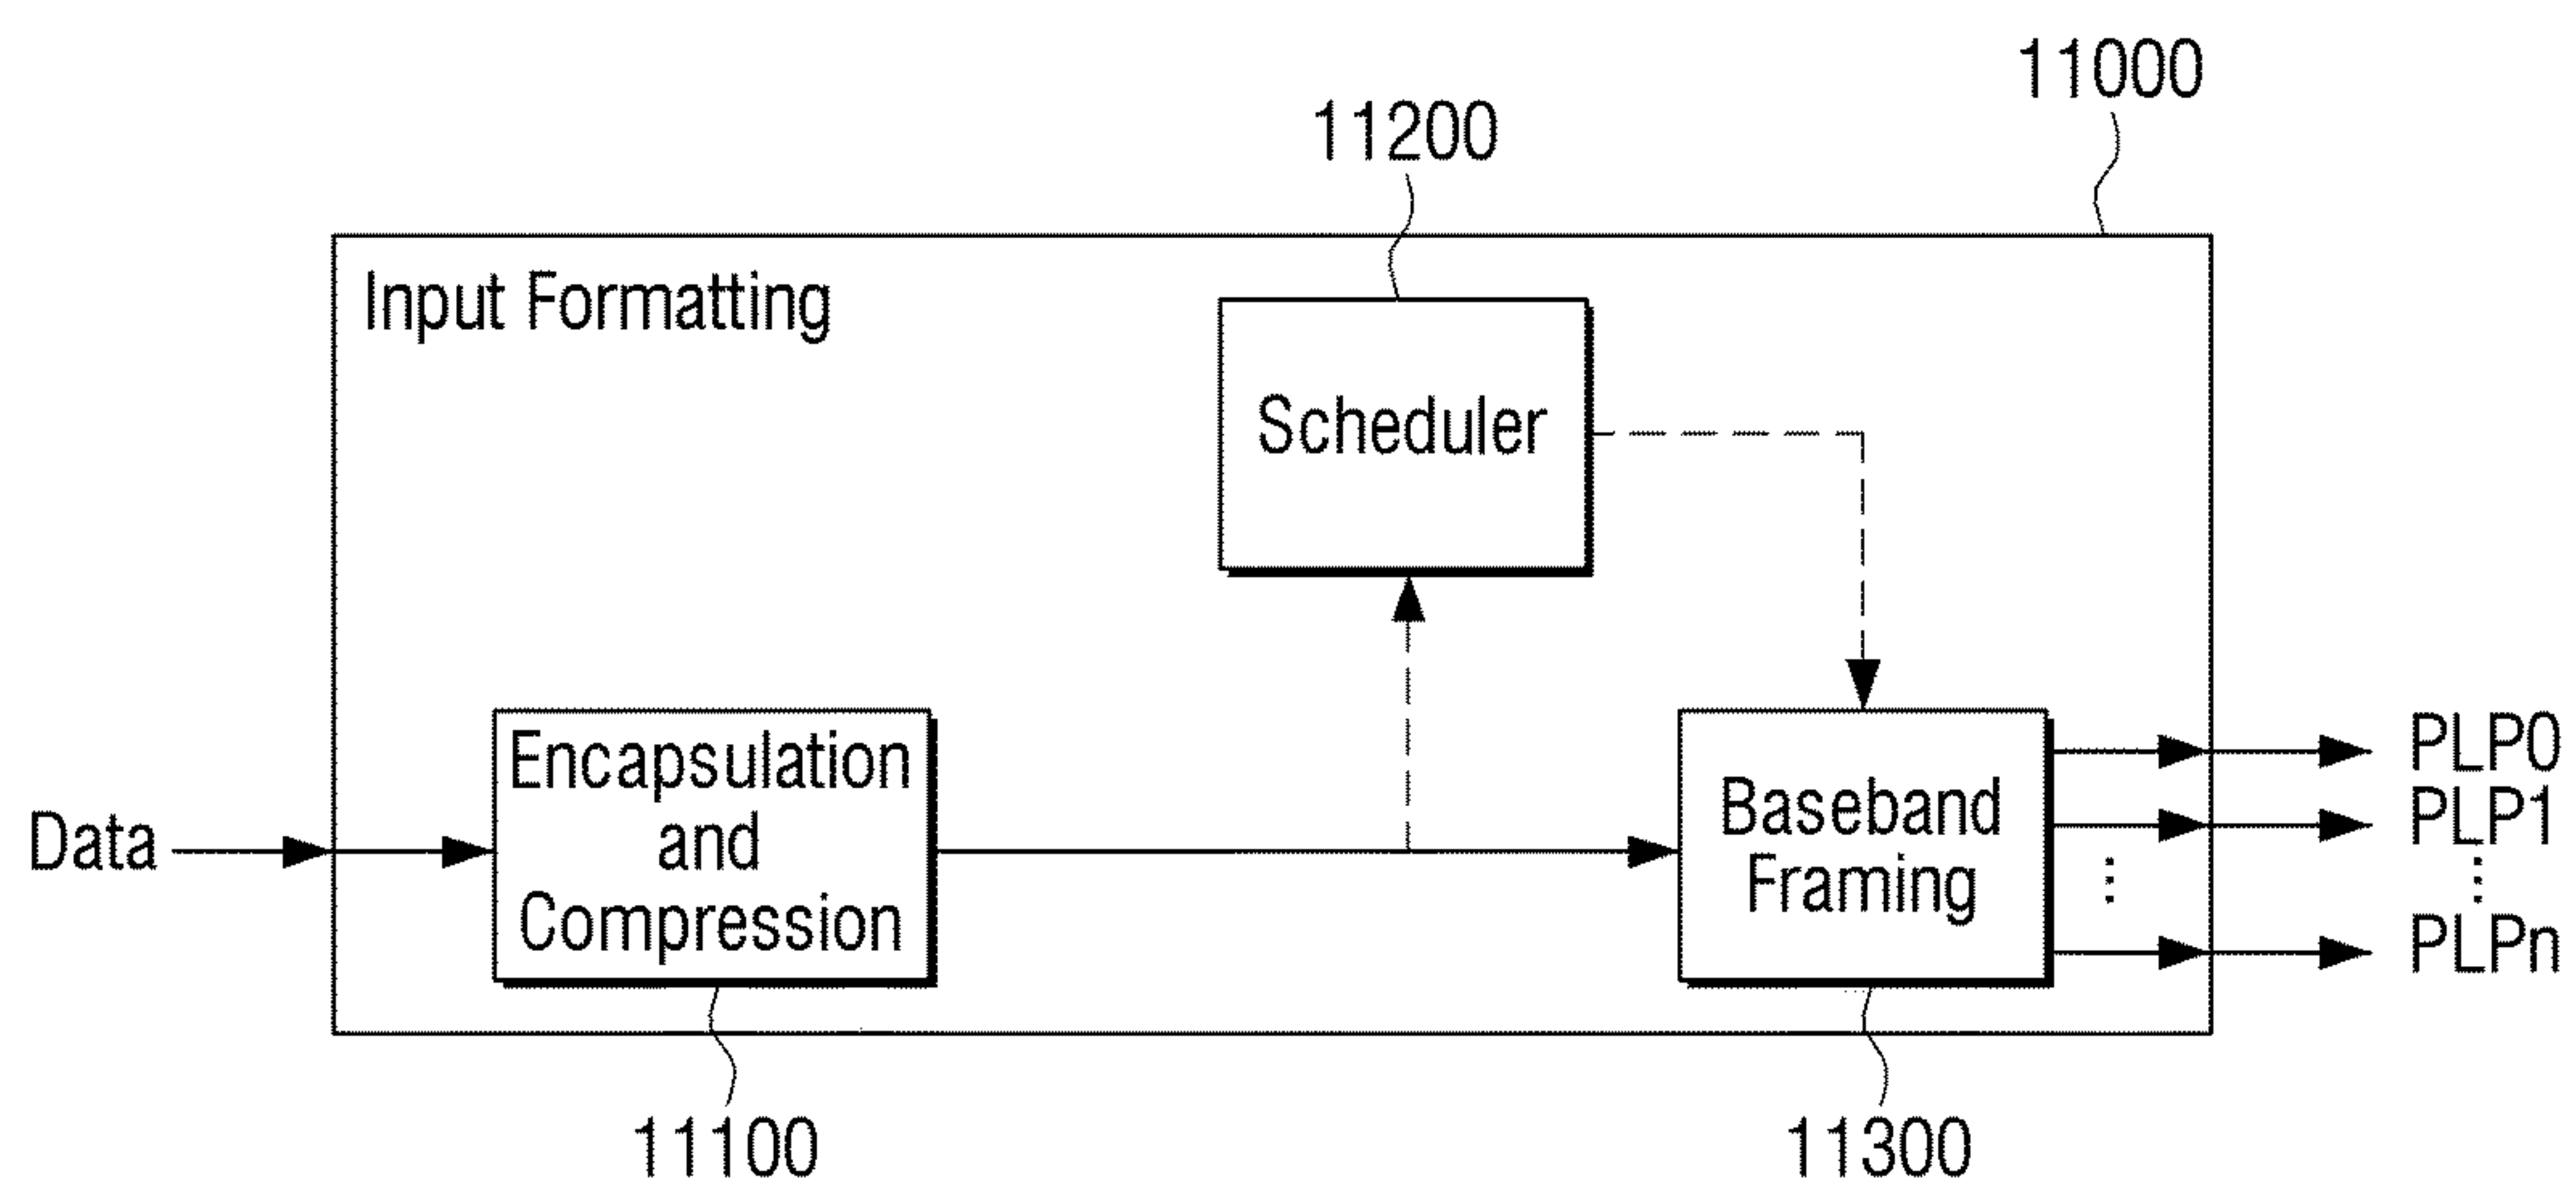 11000
11200
Input Formatting
Scheduler
Encapsulation
and
Compression
Data
Baseband
Framing
PLP0
PLP1
⋮
PLPn
11100
11300